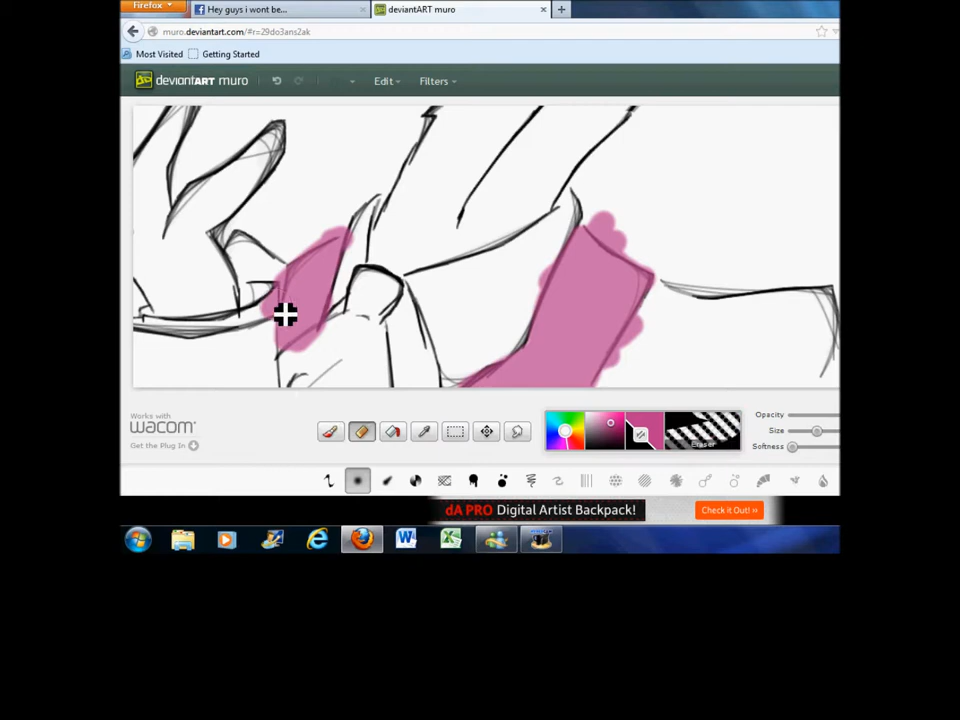 Firefox
Hey guys i wont be...
deviantART muro
muro.deviantart.com/#r=29do3ans2ak
Most Visited
Getting Started
deviantART muro
Edit
Filters
Works with
wacom
Get the Plug In
Eraser
Opacity
Size
Softness
dA PRO Digital Artist Backpack!
Check it Out! »